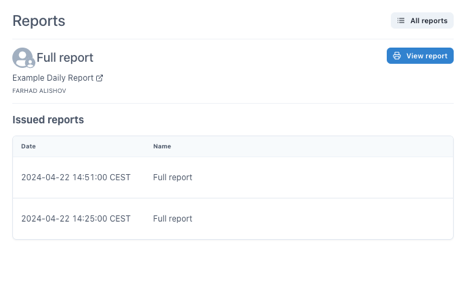 Reports
All reports
Full report
View report
Example Daily Report
FARHAD ALISHOV
Issued reports
Date Name
2024-04-22 14:51:00 CEST Full report
2024-04-22 14:25:00 CEST Full report